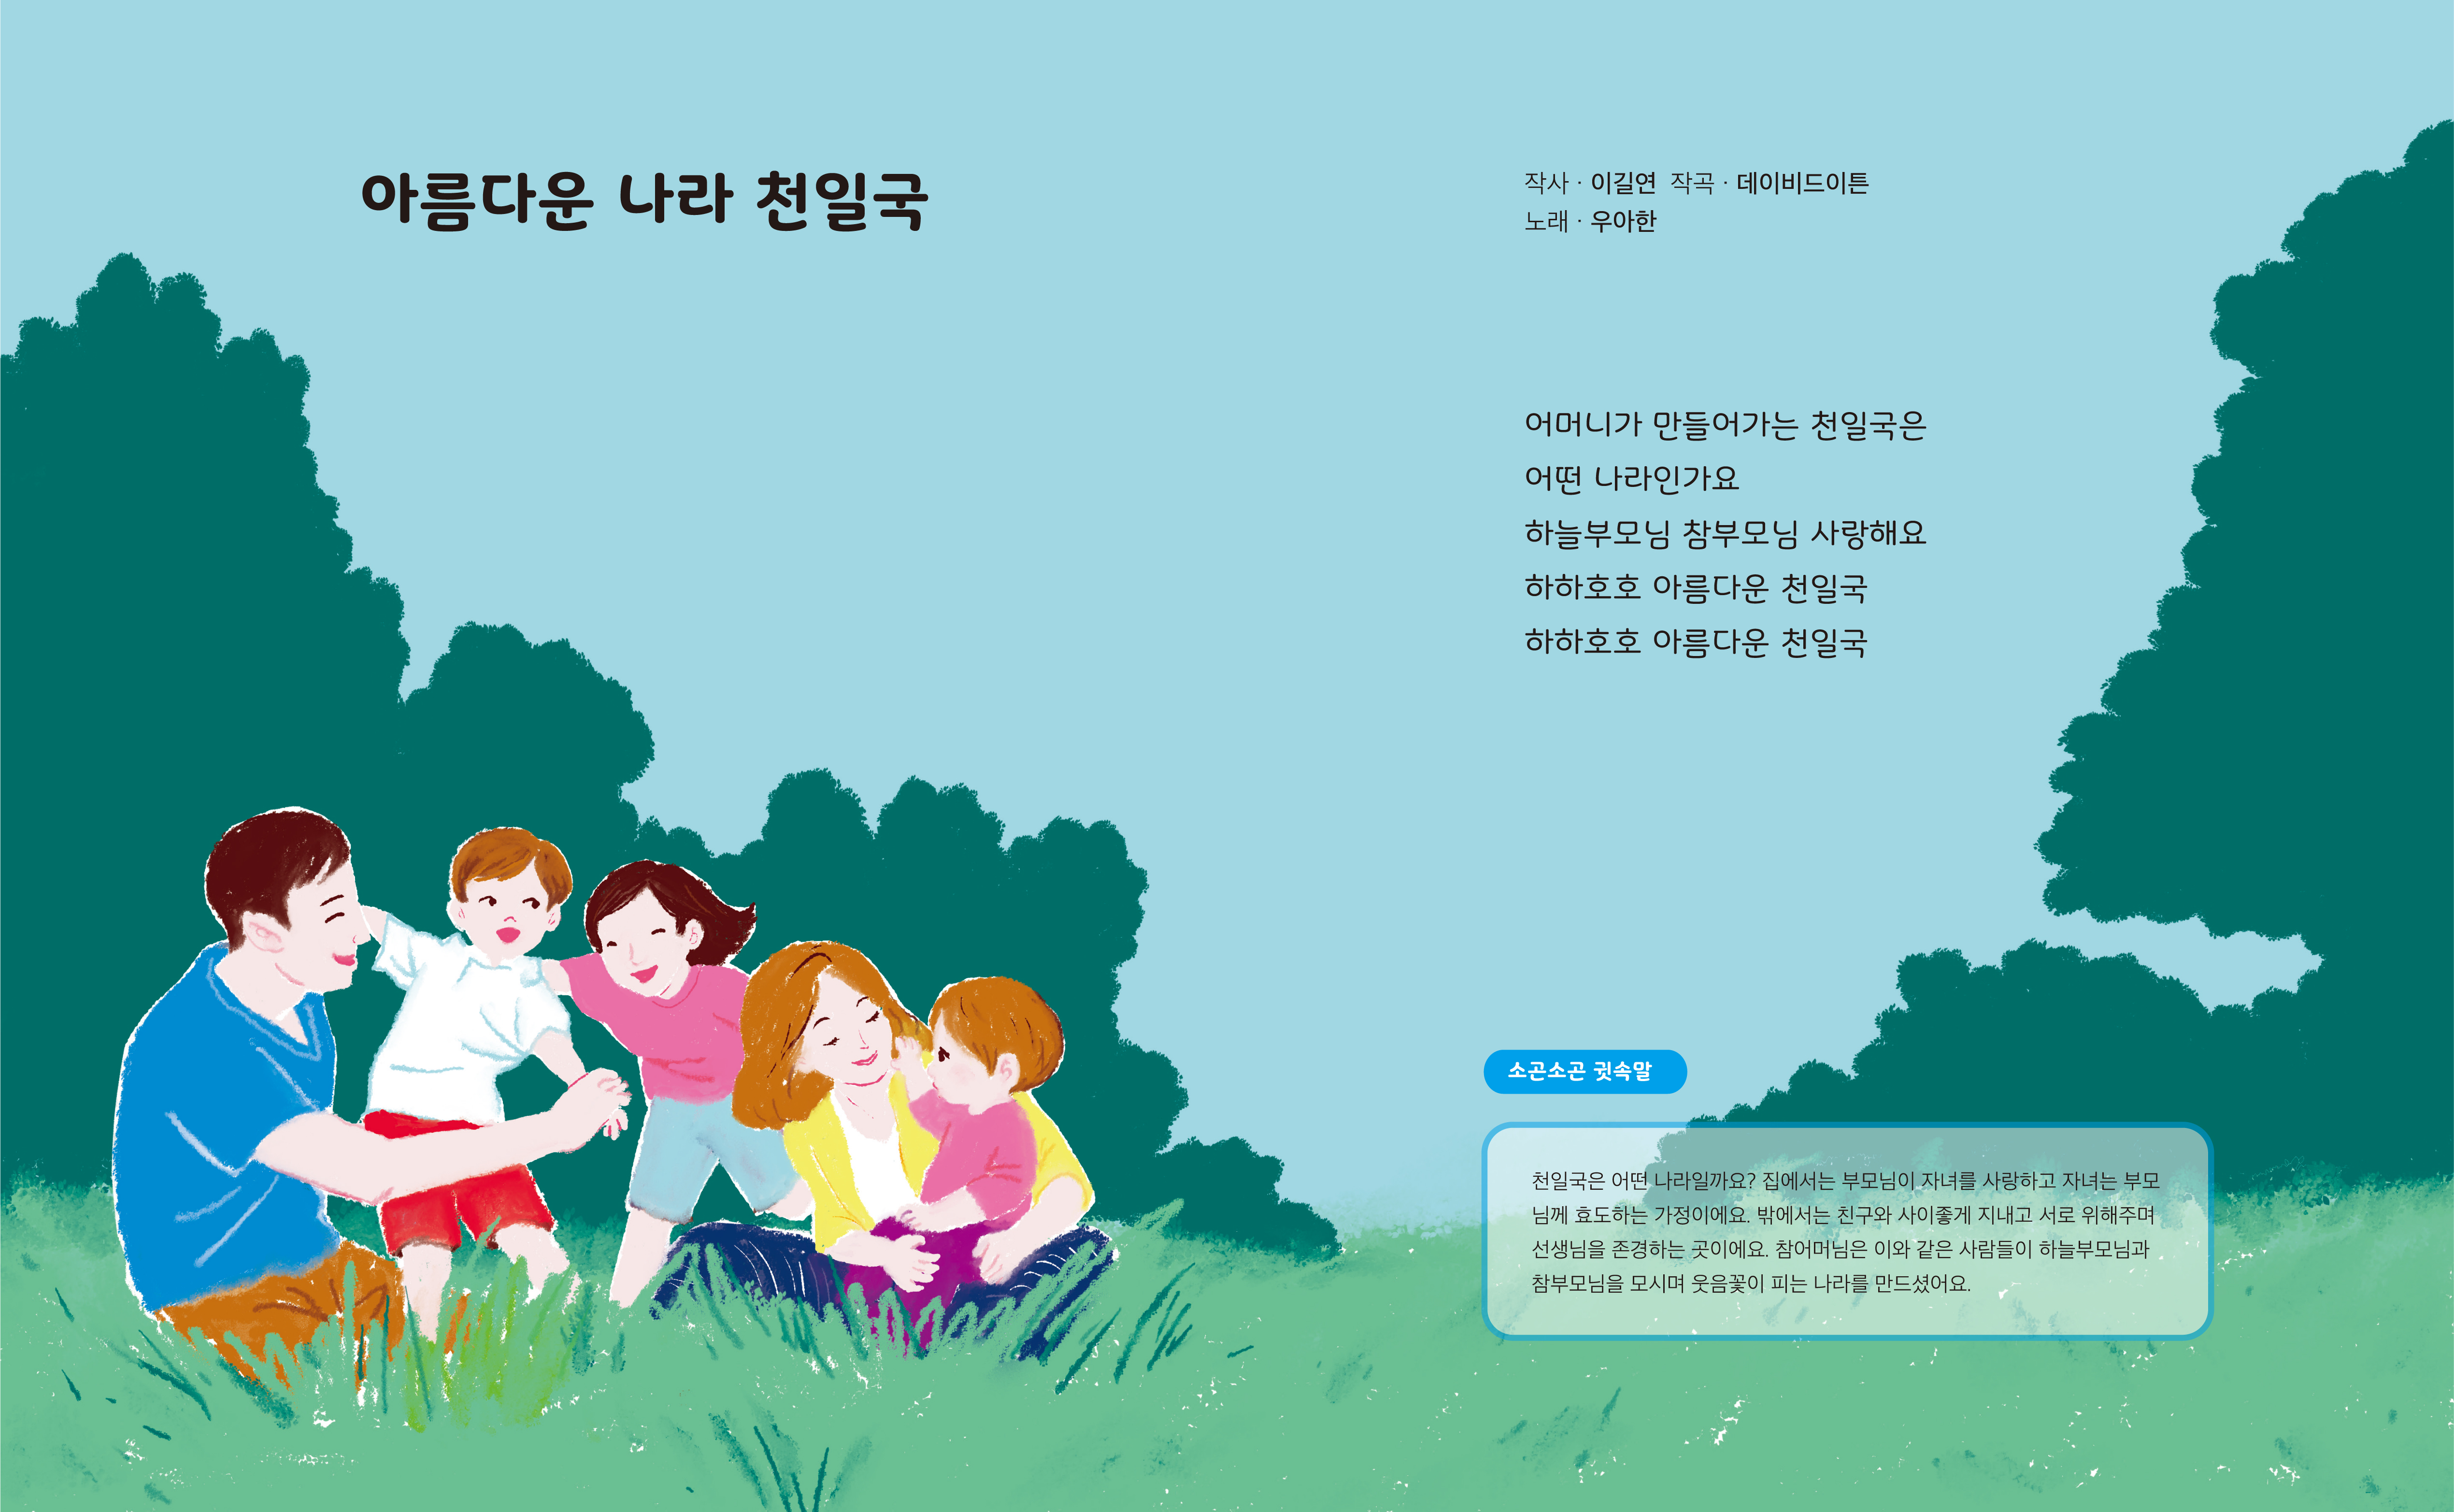 아름다운 나라 천일국
작사 · 이길연 작곡 · 데이비드이튼
노래 · 우아한
어머니가 만들어가는 천일국은
어떤 나라인가요
하늘부모님 참부모님 사랑해요
하하호호 아름다운 천일국
하하호호 아름다운 천일국
소곤소곤 귓속말
천일국은 어떤 나라일까요? 집에서는 부모님이 자녀를 사랑하고 자녀는 부모
님께 효도하는 가정이에요. 밖에서는 친구와 사이좋게 지내고 서로 위해주며
선생님을 존경하는 곳이에요. 참어머님은 이와 같은 사람들이 하늘부모님과
참부모님을 모시며 웃음꽃이 피는 나라를 만드셨어요.